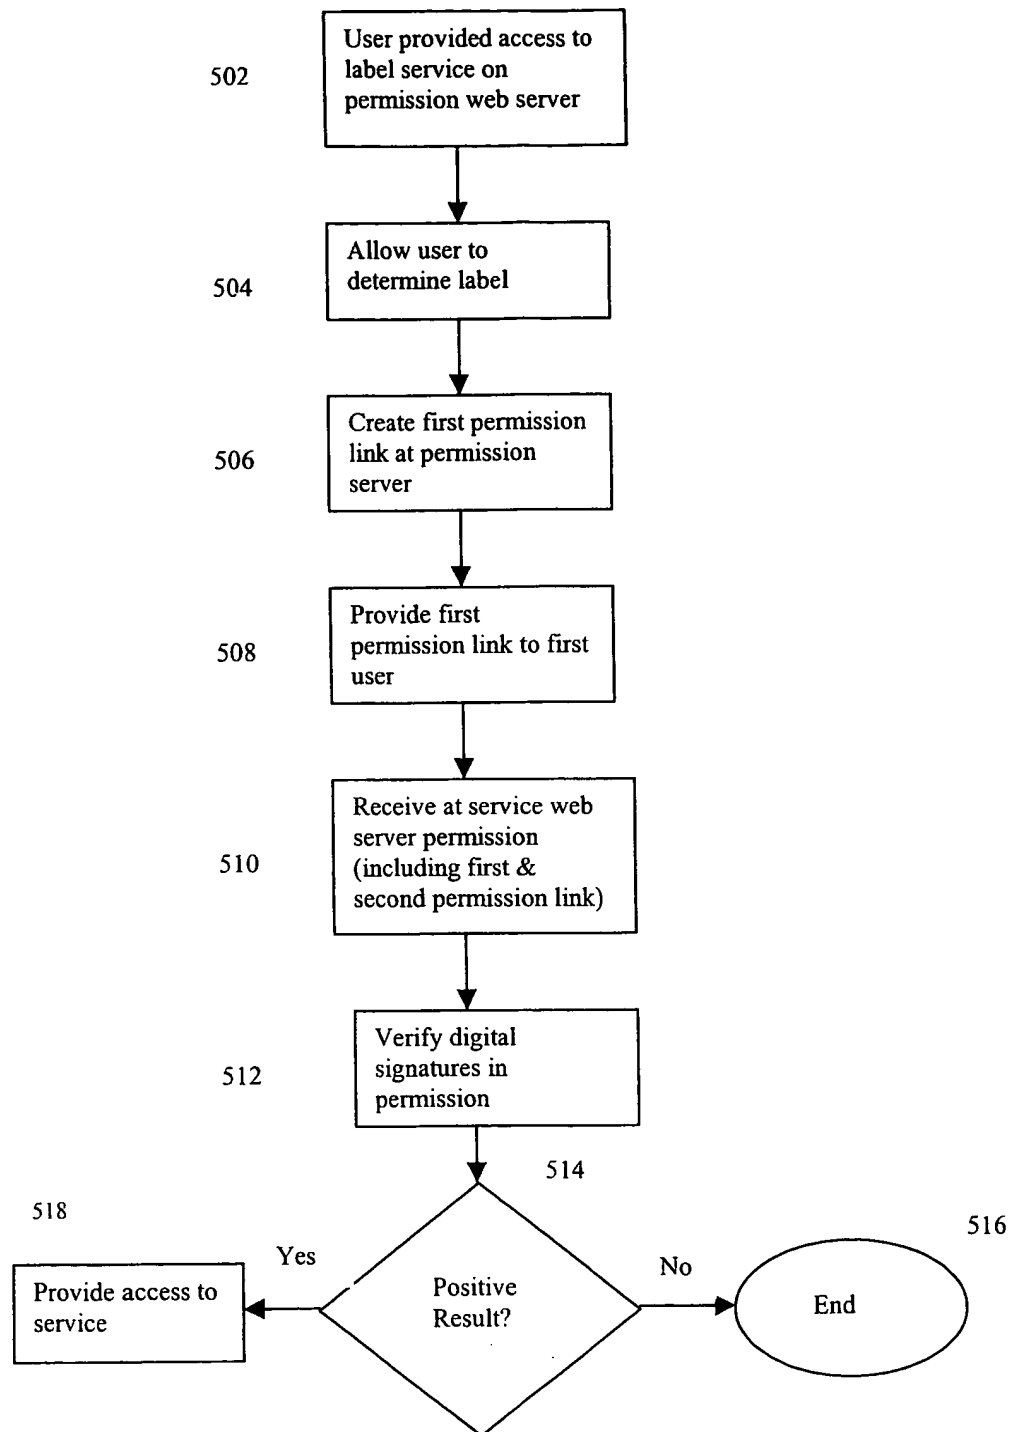 User provided access to
label service on
permission web server
502
Allow user to
determine label
504
Create first permission
link at permission
server
506
Provide first
permission link to first
user
508
Receive at service web
server permission
(including first &
second permission link)
510
Verify digital
signatures in
permission
512
514
518
516
Yes
No
Provide access to
service
Positive
Result?
End